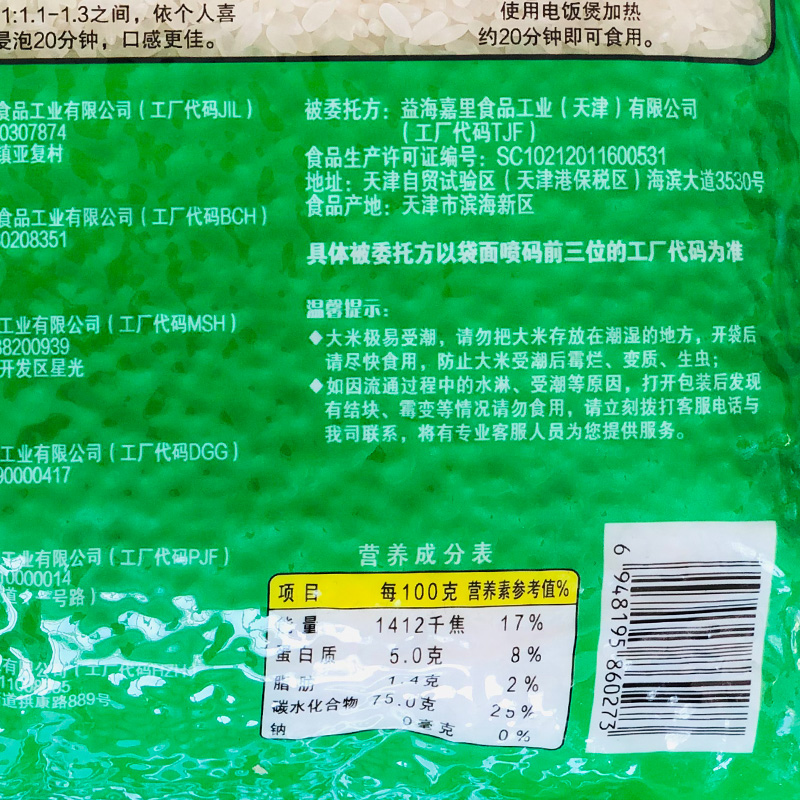 1:1.1-1.3之间，依个人喜
浸泡20分钟，口感更佳。
使用电饭煲加热
约20分钟即可食用。
食品工业有限公司（工厂代码JIL）
0307874
镇亚复村
食品工业有限公司（工厂代码BCH）
0208351
工业有限公司（工厂代码MSH）
38200939
开发区星光
工业有限公司（工厂代码DGG）
90000417
工业有限公司（工厂代码PJF）
0000014
号路）
道拱康路889号
被委托方：益海嘉里食品工业（天津）有限公司
（工厂代码TJF）
食品生产许可证编号：SC10212011600531
地址：天津自贸试验区（天津港保税区）海滨大道3530号
食品产地：天津市滨海新区
具体被委托方以袋面喷码前三位的工厂代码为准
温馨提示：
◆大米极易受潮，请勿把大米存放在潮湿的地方，开袋后
请尽快食用，防止大米受潮后霉烂、变质、生虫；
◆如因流通过程中的水淋、受潮等原因，打开包装后发现
有结块、霉变等情况请勿食用，请立刻拨打客服电话与
我司联系，将有专业客服人员为您提供服务。
营养成分表
项目 每100克 营养素参考值%
能量 1412千焦 17%
蛋白质 5.0克 8%
脂肪 1.4克 2%
碳水化合物 75.0克 25%
钠 0毫克 0%
6 948195 860273